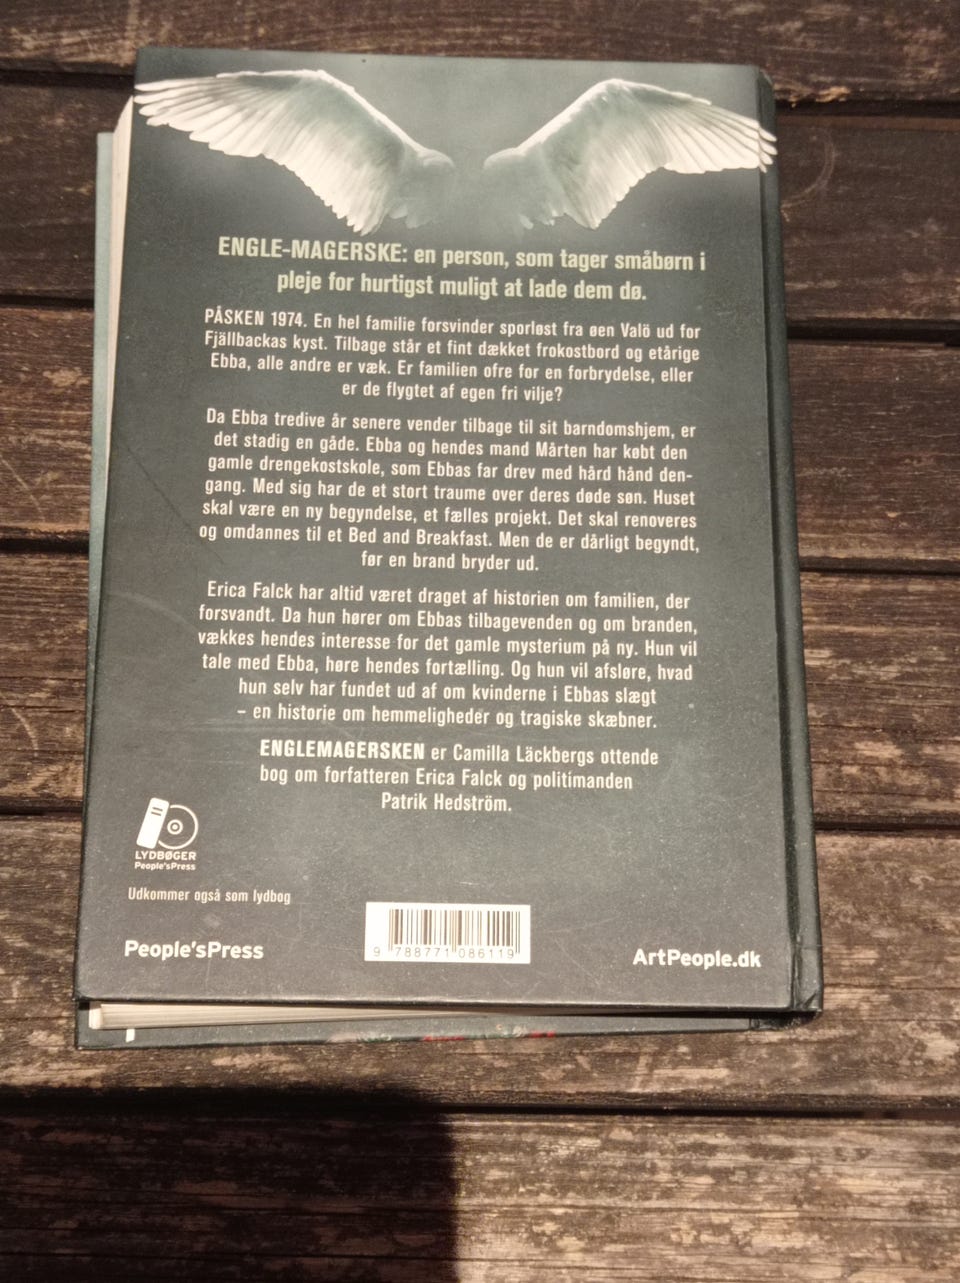 ENGLE-MAGERSKE: en person, som tager småbørn i
pleje for hurtigst muligt at lade dem dø.
PÅSKEN 1974. En hel familie forsvinder sporløst fra øen Valö ud for
Fjällbackas kyst. Tilbage står et fint dækket frokostbord og etårige
Ebba, alle andre er væk. Er familien ofre for en forbrydelse, eller
er de flygtet af egen fri vilje?
Da Ebba tredive år senere vender tilbage til sit barndomshjem, er
det stadig en gåde. Ebba og hendes mand Mårten har købt den
gamle drengekostskole, som Ebbas far drev med hård hånd den-
gang. Med sig har de et stort traume over deres døde søn. Huset
skal være en ny begyndelse, et fælles projekt. Det skal renoveres
og omdannes til et Bed and Breakfast. Men de er dårligt begyndt,
før en brand bryder ud.
Erica Falck har altid været draget af historien om familien, der
forsvandt. Da hun hører om Ebbas tilbagevenden og om branden,
vækkes hendes interesse for det gamle mysterium på ny. Hun vil
tale med Ebba, høre hendes fortælling. Og hun vil afsløre, hvad
hun selv har fundet ud af om kvinderne i Ebbas slægt
– en historie om hemmeligheder og tragiske skæbner.
ENGLEMAGERSKEN er Camilla Läckbergs ottende
bog om forfatteren Erica Falck og politimanden
Patrik Hedström.
LYDBØGER
People'sPress
Udkommer også som lydbog
People'sPress
9 788771 086119
ArtPeople.dk